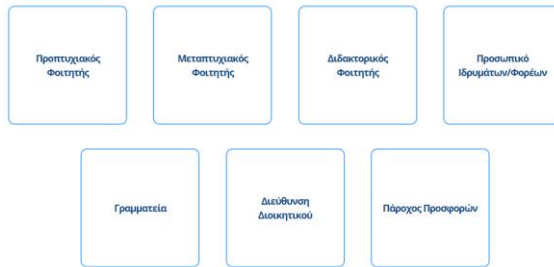 Προπτυχιακός
Φοιτητής
Μεταπτυχιακός
Φοιτητής
Διδακτορικός
Φοιτητής
Προσωπικό
Ιδρυμάτων/Φορέων
Γραμματεία
Διεύθυνση
Διοικητικού
Πάροχος Προσφορών